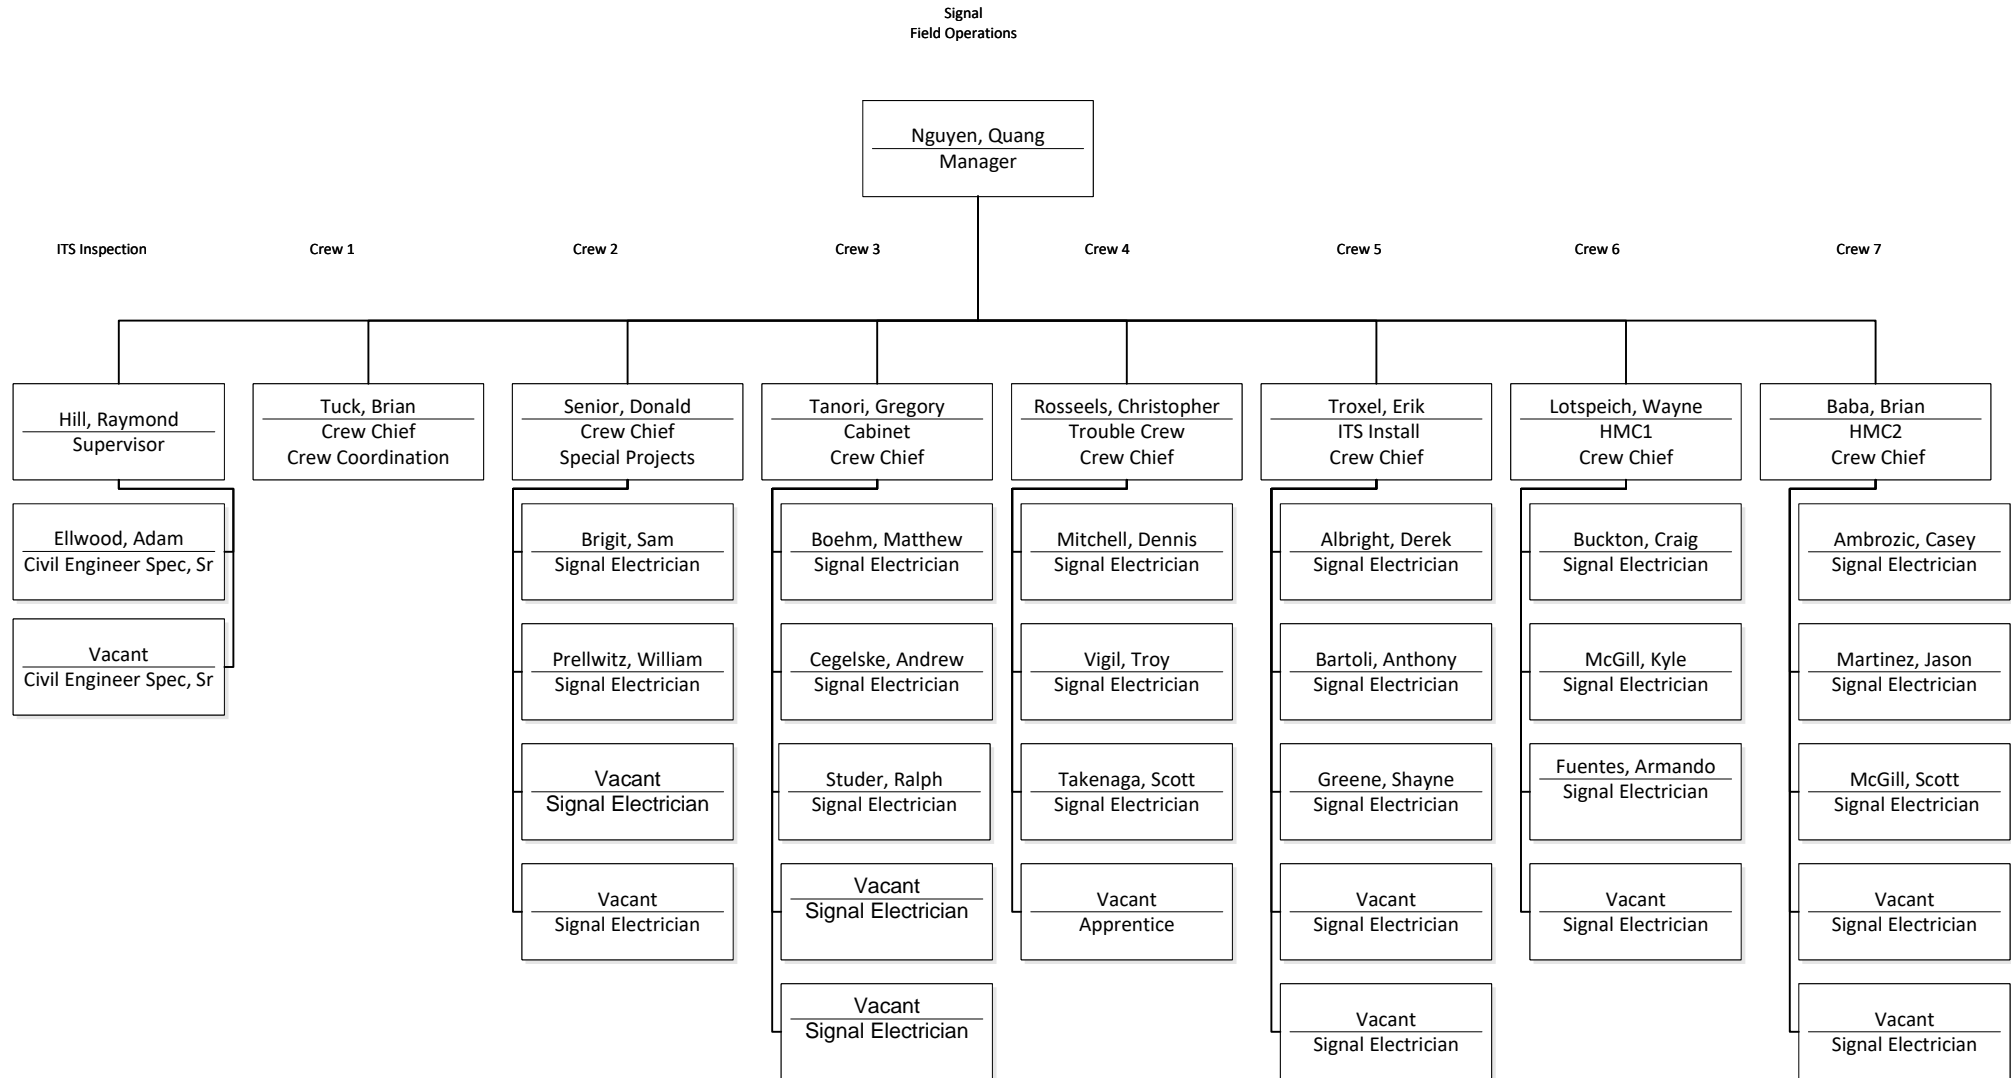 Signal
Field Operations
Nguyen, Quang
Manager
ITS Inspection
Crew 1
Crew 2
Crew 3
Crew 4
Crew 5
Crew 6
Crew 7
Hill, Raymond
Supervisor
Ellwood, Adam
Civil Engineer Spec, Sr
Vacant
Civil Engineer Spec, Sr
Tuck, Brian
Crew Chief
Crew Coordination
Senior, Donald
Crew Chief
Special Projects
Brigit, Sam
Signal Electrician
Prellwitz, William
Signal Electrician
Vacant
Signal Electrician
Vacant
Signal Electrician
Tanori, Gregory
Cabinet
Crew Chief
Boehm, Matthew
Signal Electrician
Cegelske, Andrew
Signal Electrician
Studer, Ralph
Signal Electrician
Vacant
Signal Electrician
Vacant
Signal Electrician
Rosseels, Christopher
Trouble Crew
Crew Chief
Mitchell, Dennis
Signal Electrician
Vigil, Troy
Signal Electrician
Takenaga, Scott
Signal Electrician
Vacant
Apprentice
Troxel, Erik
ITS Install
Crew Chief
Albright, Derek
Signal Electrician
Bartoli, Anthony
Signal Electrician
Greene, Shayne
Signal Electrician
Vacant
Signal Electrician
Vacant
Signal Electrician
Lotspeich, Wayne
HMC1
Crew Chief
Buckton, Craig
Signal Electrician
McGill, Kyle
Signal Electrician
Fuentes, Armando
Signal Electrician
Vacant
Signal Electrician
Baba, Brian
HMC2
Crew Chief
Ambrozic, Casey
Signal Electrician
Martinez, Jason
Signal Electrician
McGill, Scott
Signal Electrician
Vacant
Signal Electrician
Vacant
Signal Electrician